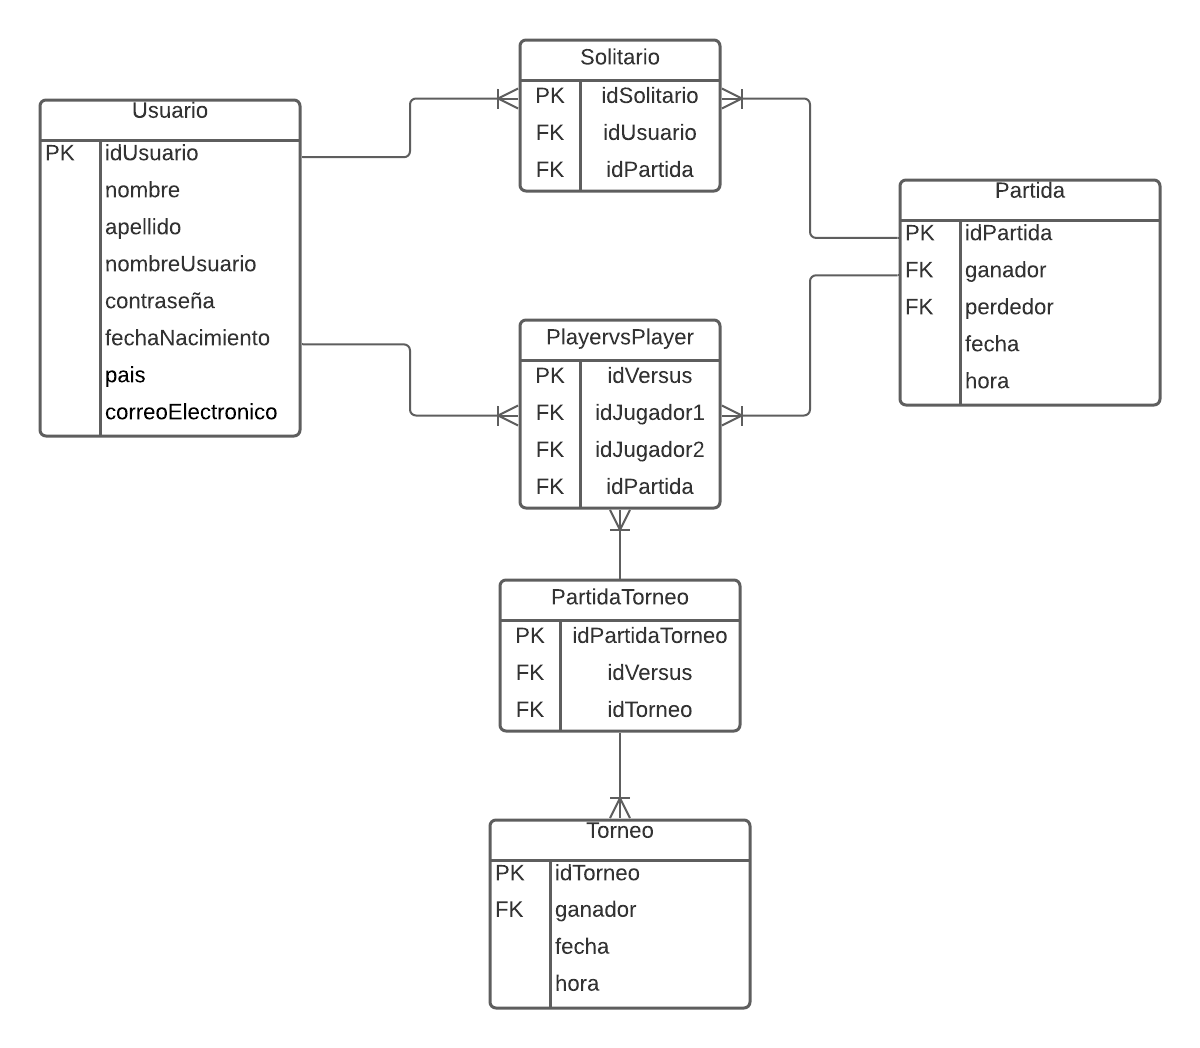 Solitario
PK idSolitario
FK idUsuario
FK idPartida
Usuario
PK idUsuario
nombre
apellido
nombreUsuario
contraseña
fechaNacimiento
pais
correoElectronico
Partida
PK idPartida
FK ganador
FK perdedor
fecha
hora
PlayervsPlayer
PK idVersus
FK idJugador1
FK idJugador2
FK idPartida
PartidaTorneo
PK idPartidaTorneo
FK idVersus
FK idTorneo
Torneo
PK idTorneo
FK ganador
fecha
hora